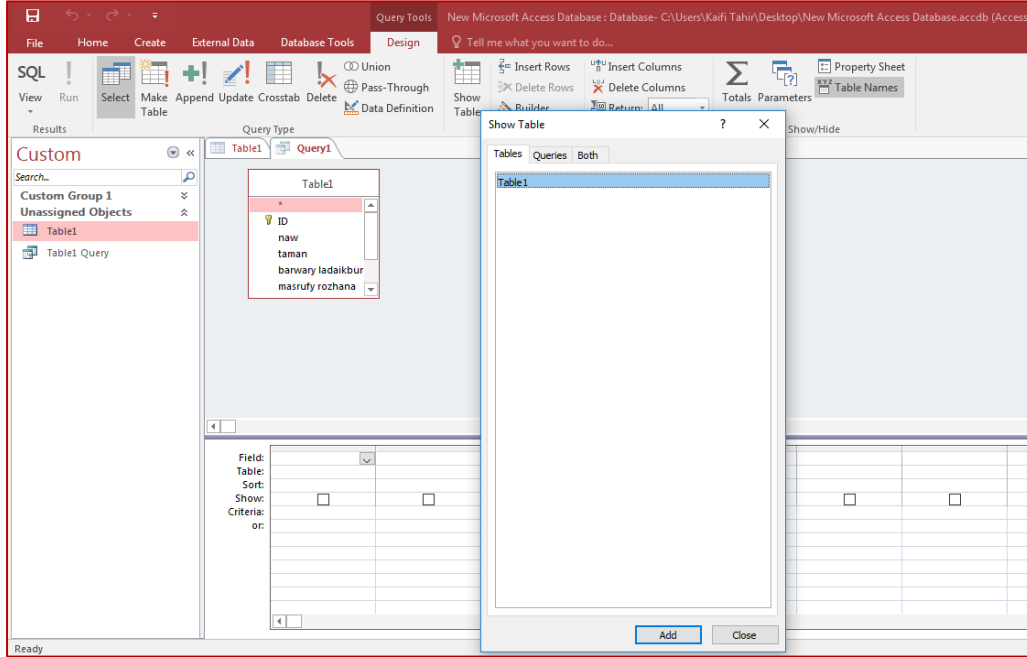 Query Tools
New Microsoft Access Database : Database- C:\Users\Kaifi Tahir\Desktop\New Microsoft Access Database.accdb (Access
File Home Create External Data Database Tools Design Tell me what you want to do...
SQL
View
Run
Select
Make
Table
Append
Update
Crosstab
Delete
Union
Pass-Through
Data Definition
Show
Table
Insert Rows
Delete Rows
Builder
Insert Columns
Delete Columns
Return: All
Totals
Parameters
Property Sheet
Table Names
Results
Query Type
Show/Hide
Custom
Search...
Custom Group 1
Unassigned Objects
Table1
Table1 Query
Table1 Query1
Table1
*
ID
naw
taman
barwary ladaikbur
masrufy rozhana
Field:
Table:
Sort:
Show:
Criteria:
or:
Show Table
Tables Queries Both
Table1
Add Close
Ready